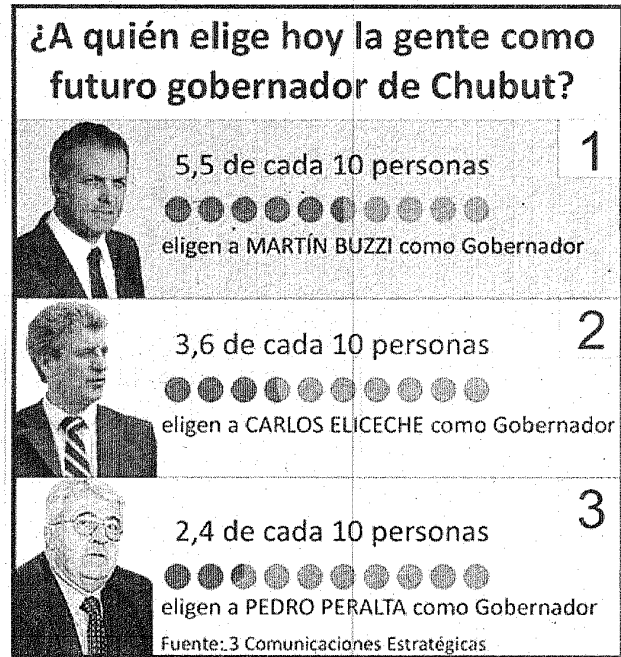 ¿A quién elige hoy la gente como
futuro gobernador de Chubut?
1
5,5 de cada 10 personas
eligen a MARTÍN BUZZI como Gobernador
2
3,6 de cada 10 personas
eligen a CARLOS ELICECHE como Gobernador
3
2,4 de cada 10 personas
eligen a PEDRO PERALTA como Gobernador
Fuente: 3 Comunicaciones Estratégicas